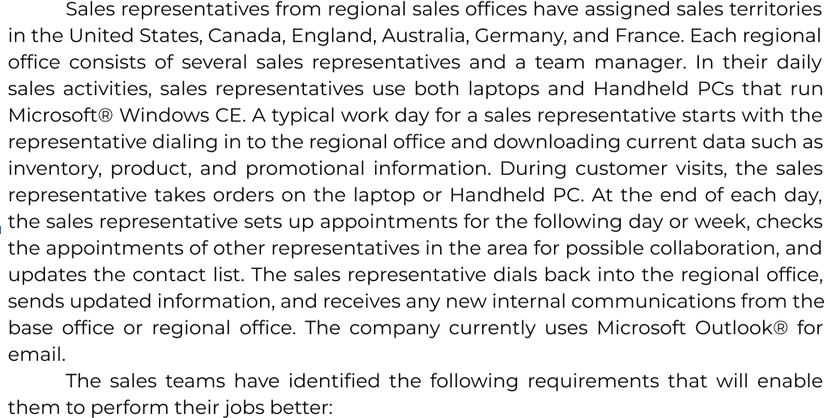 Sales representatives from regional sales offices have assigned sales territories
in the United States, Canada, England, Australia, Germany, and France. Each regional
office consists of several sales representatives and a team manager. In their daily
sales activities, sales representatives use both laptops and Handheld PCs that run
Microsoft® Windows CE. A typical work day for a sales representative starts with the
representative dialing in to the regional office and downloading current data such as
inventory, product, and promotional information. During customer visits, the sales
representative takes orders on the laptop or Handheld PC. At the end of each day,
the sales representative sets up appointments for the following day or week, checks
the appointments of other representatives in the area for possible collaboration, and
updates the contact list. The sales representative dials back into the regional office,
sends updated information, and receives any new internal communications from the
base office or regional office. The company currently uses Microsoft Outlook® for
email.
The sales teams have identified the following requirements that will enable
them to perform their jobs better: